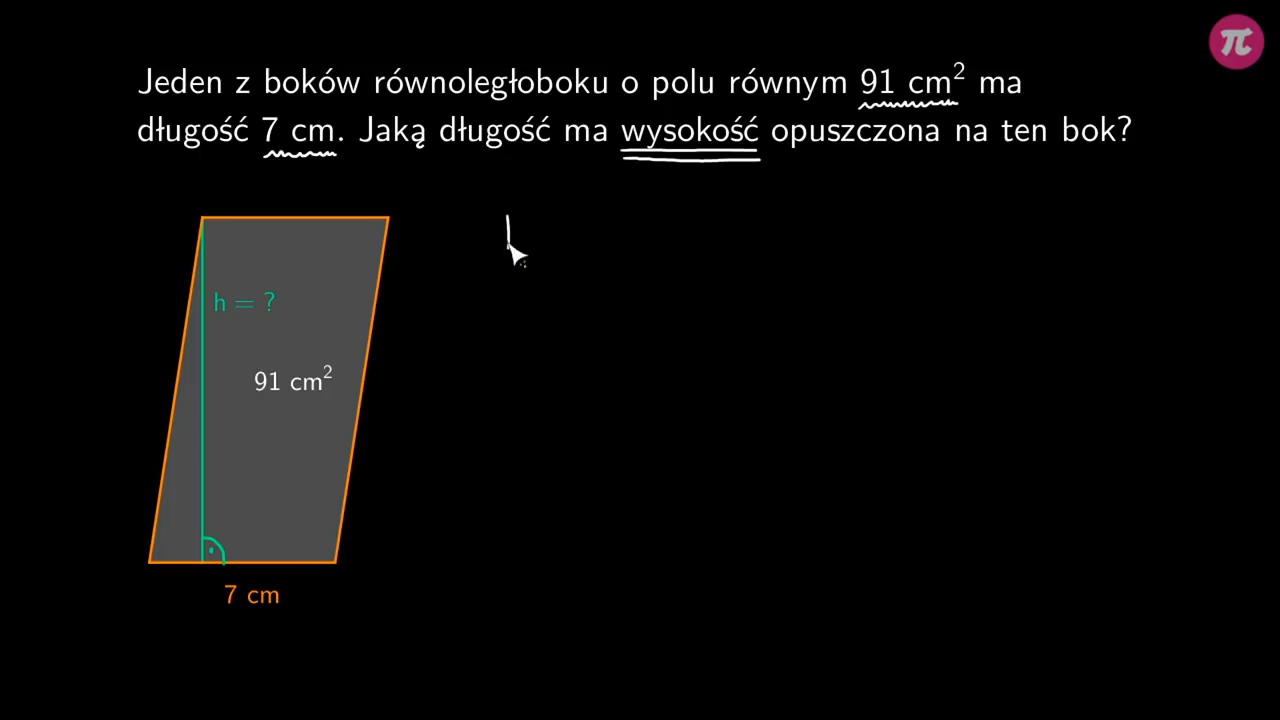 Jeden z boków równoległoboku o polu równym 91 cm² ma
długość 7 cm. Jaką długość ma wysokość opuszczona na ten bok?
h = ?
91 cm²
7 cm
π